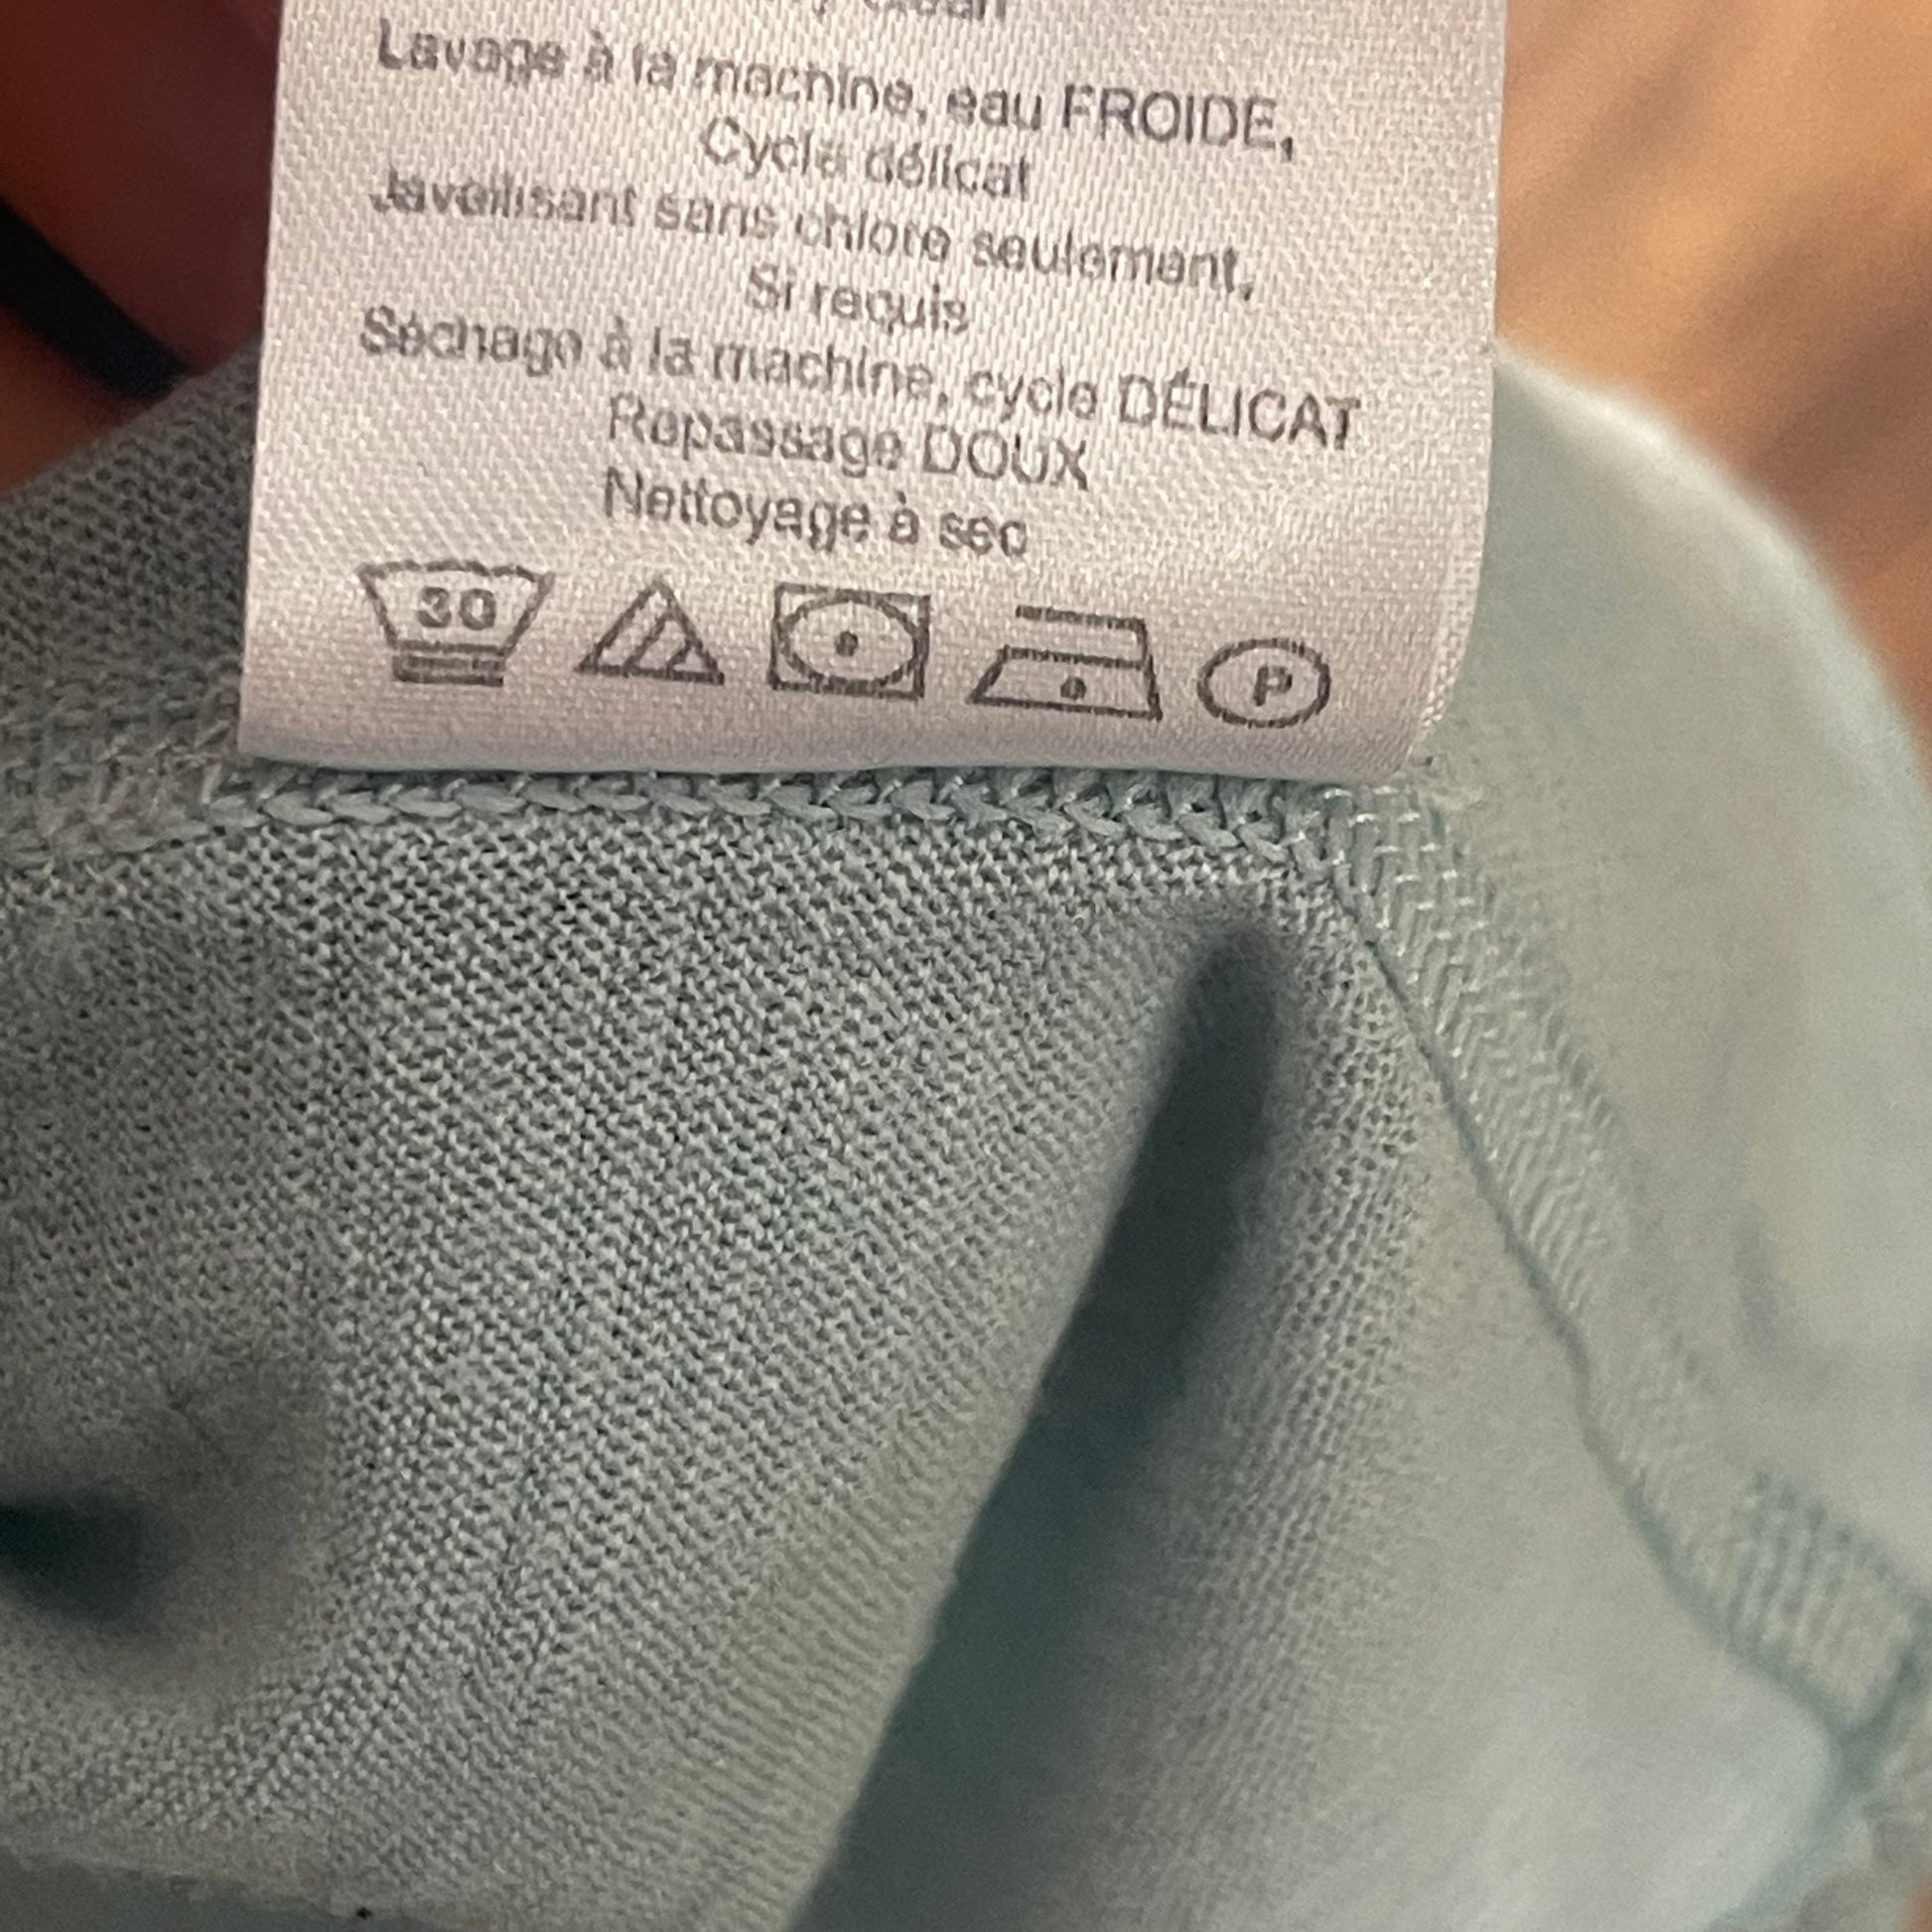 Lavage à la machine, eau FROIDE,
Cycle délicat
Javellisant sans chlore seulement,
Si requis
Séchage à la machine, cycle DÉLICAT
Repassage DOUX
Nettoyage à sec
30 P